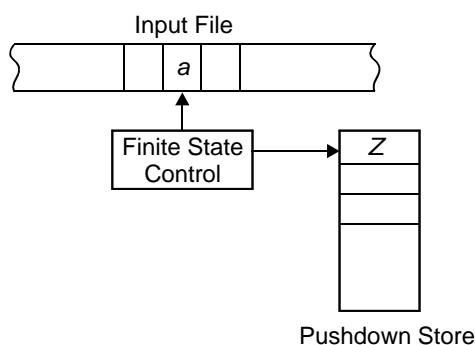 Input File
a
Finite State
Control
Z
Pushdown Store